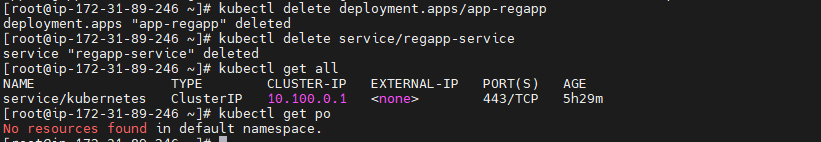 [root@ip-172-31-89-246 ~]# kubectl delete deployment.apps/app-regapp
deployment.apps "app-regapp" deleted
[root@ip-172-31-89-246 ~]# kubectl delete service/regapp-service
service "regapp-service" deleted
[root@ip-172-31-89-246 ~]# kubectl get all
NAME                 TYPE        CLUSTER-IP   EXTERNAL-IP   PORT(S)   AGE
service/kubernetes   ClusterIP   10.100.0.1   <none>        443/TCP   5h29m
[root@ip-172-31-89-246 ~]# kubectl get po
No resources found in default namespace.
[root@ip-172-31-89-246 ~]#